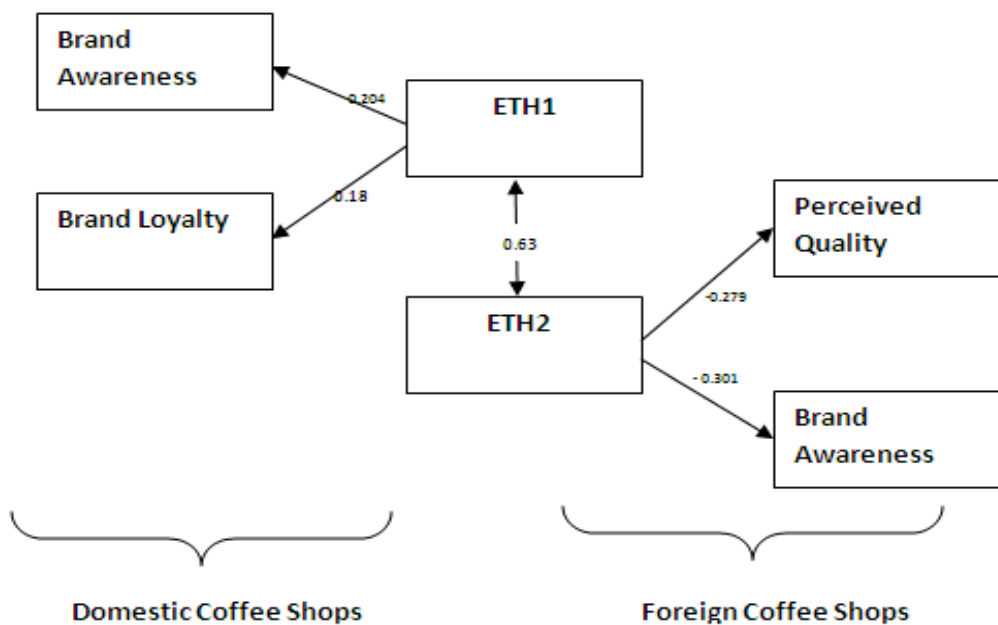 Brand
Awareness
0.204
ETH1
Brand Loyalty
0.18
Perceived
Quality
0.63
-0.279
ETH2
- 0.301
Brand
Awareness
Domestic Coffee Shops
Foreign Coffee Shops